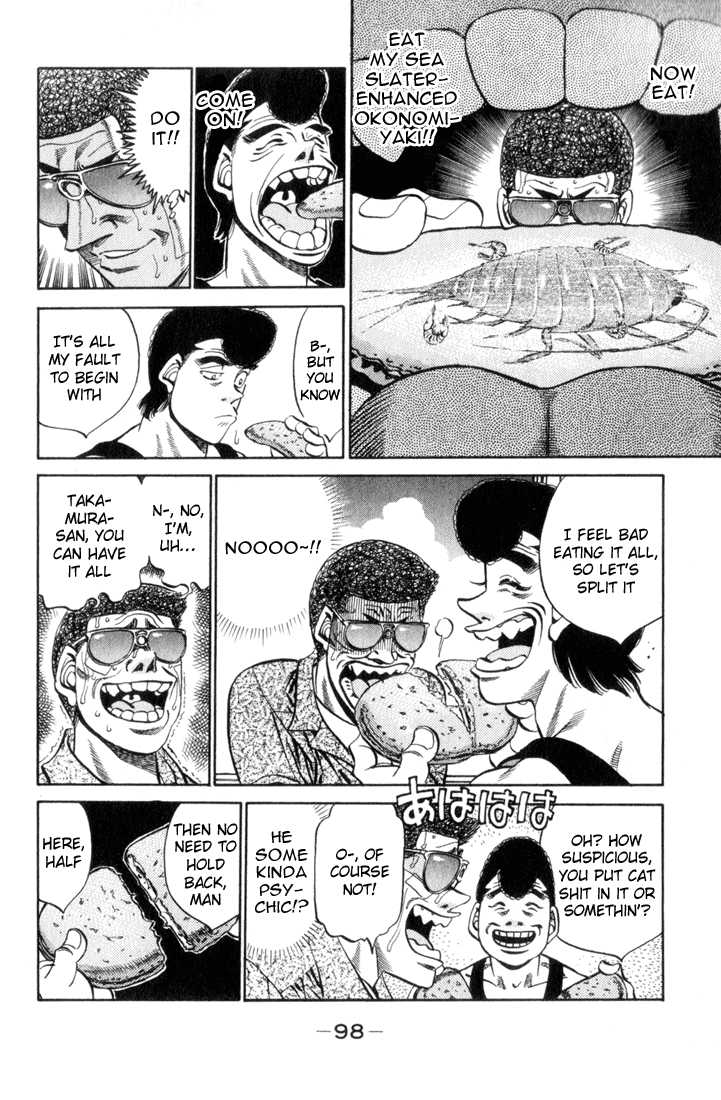 NOW
EAT!
EAT
MY SEA
SLATER-
ENHANCED
OKONOMI-
YAKI!!
COME
ON!
DO
IT!!
B-,
BUT
YOU
KNOW
IT'S ALL
MY FAULT
TO BEGIN
WITH
I FEEL BAD
EATING IT ALL,
SO LET'S
SPLIT IT
NOOOO~!!
N-, NO,
I'M,
UH...
TAKA-
MURA-
SAN, YOU
CAN HAVE
IT ALL
OH? HOW
SUSPICIOUS,
YOU PUT CAT
SHIT IN IT OR
SOMETHIN'?
あはははは
O-, OF
COURSE
NOT!
HE
SOME
KINDA
PSY-
CHIC!?
THEN NO
NEED TO
HOLD
BACK,
MAN
HERE,
HALF
—98—